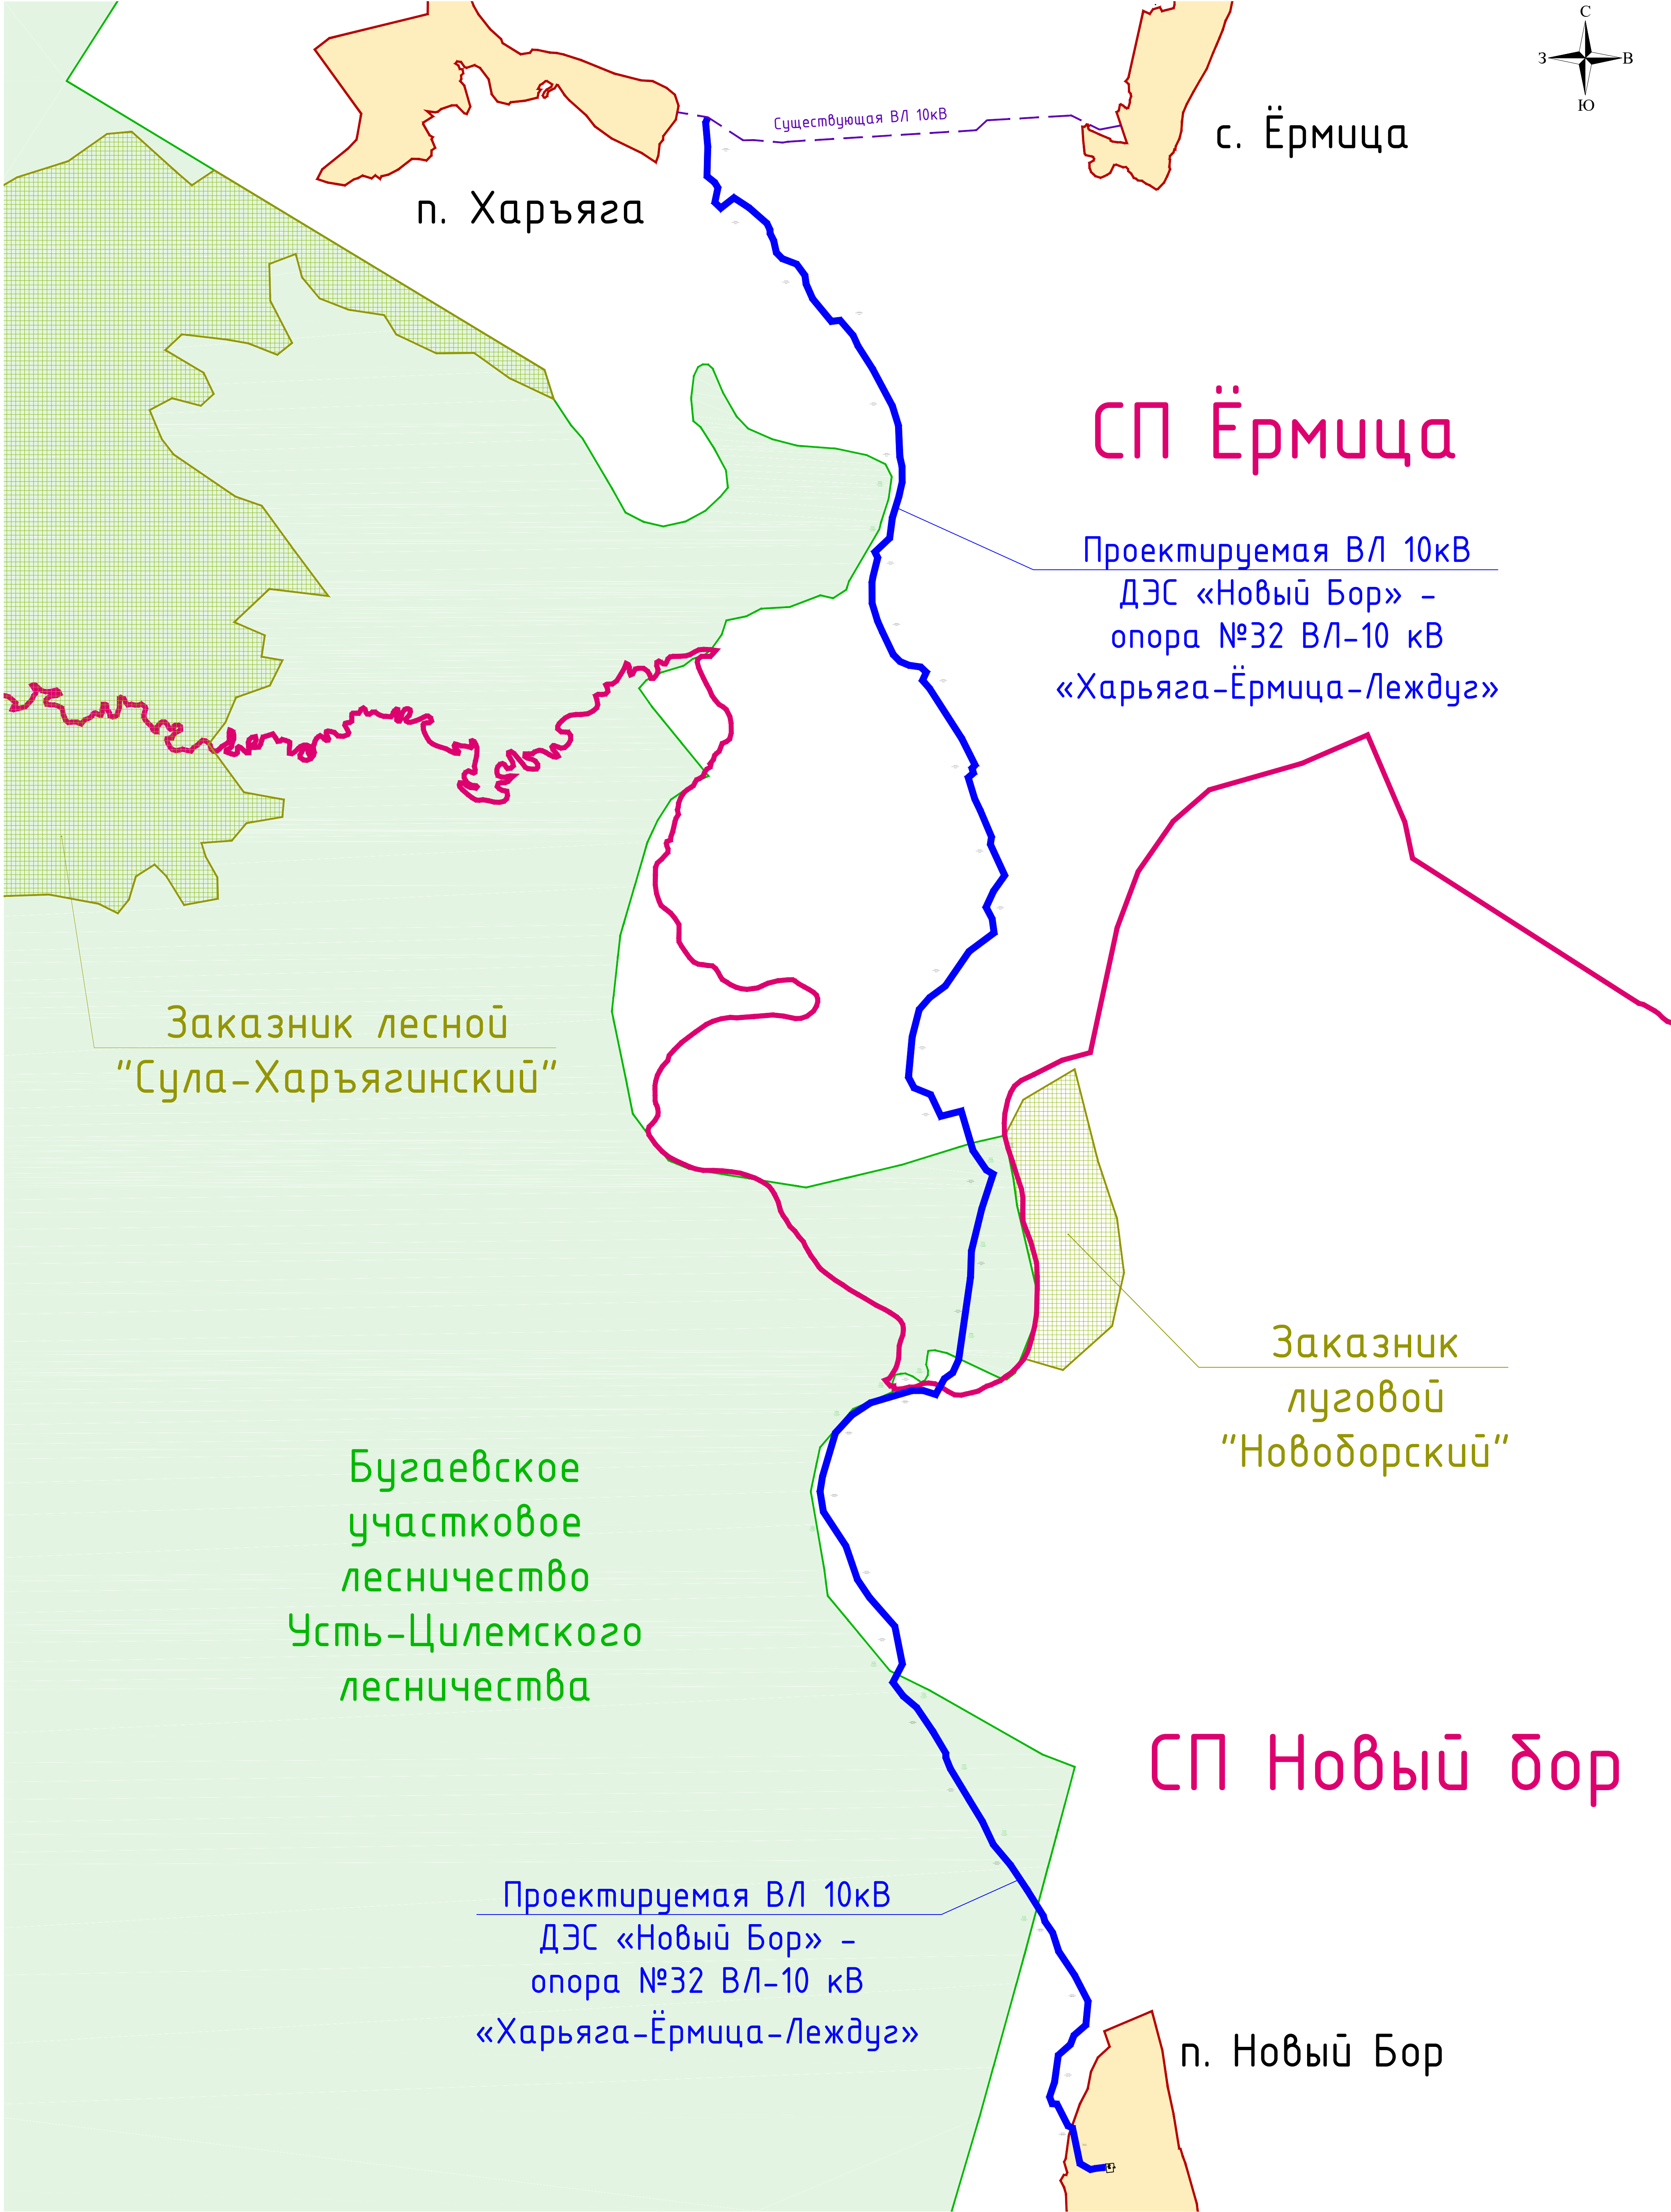 С
З
В
Ю
Существующая ВЛ 10кВ
с. Ёрмица
п. Харъяга
СП Ёрмица
Проектируемая ВЛ 10кВ
ДЭС «Новый Бор» –
опора №32 ВЛ-10 кВ
«Харьяга-Ёрмица-Леждуг»
Заказник лесной
"Сула-Харъягинский"
Заказник
луговой
"Новоборский"
Бугаевское
участковое
лесничество
Усть-Цилемского
лесничества
СП Новый бор
Проектируемая ВЛ 10кВ
ДЭС «Новый Бор» –
опора №32 ВЛ-10 кВ
«Харьяга-Ёрмица-Леждуг»
п. Новый Бор